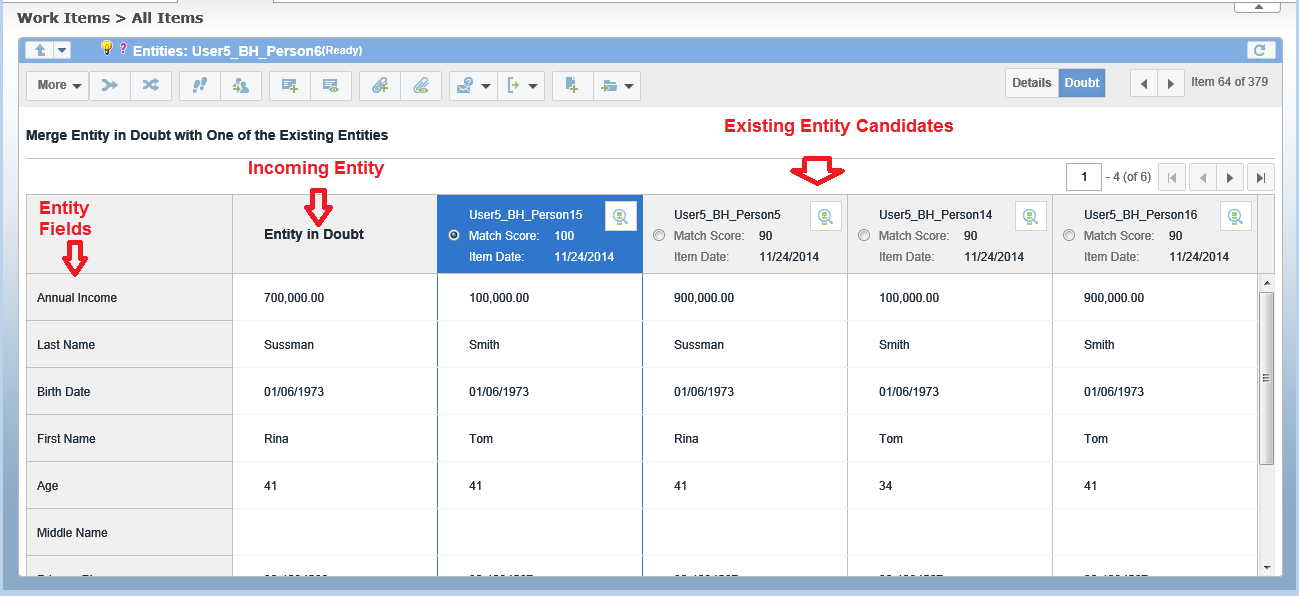 Work Items > All Items
Entities: User5_BH_Person6(Ready)
More
Details Doubt Item 64 of 379
Merge Entity in Doubt with One of the Existing Entities
Existing Entity Candidates
Incoming Entity
1 - 4 (of 6)
Entity
Fields
Entity in Doubt
User5_BH_Person15 User5_BH_Person5 User5_BH_Person14 User5_BH_Person16
Match Score: 100 Match Score: 90 Match Score: 90 Match Score: 90
Item Date: 11/24/2014 Item Date: 11/24/2014 Item Date: 11/24/2014 Item Date: 11/24/2014
Annual Income 700,000.00 100,000.00 900,000.00 100,000.00 900,000.00
Last Name Sussman Smith Sussman Smith Smith
Birth Date 01/06/1973 01/06/1973 01/06/1973 01/06/1973 01/06/1973
First Name Rina Tom Rina Tom Tom
Age 41 41 41 34 41
Middle Name